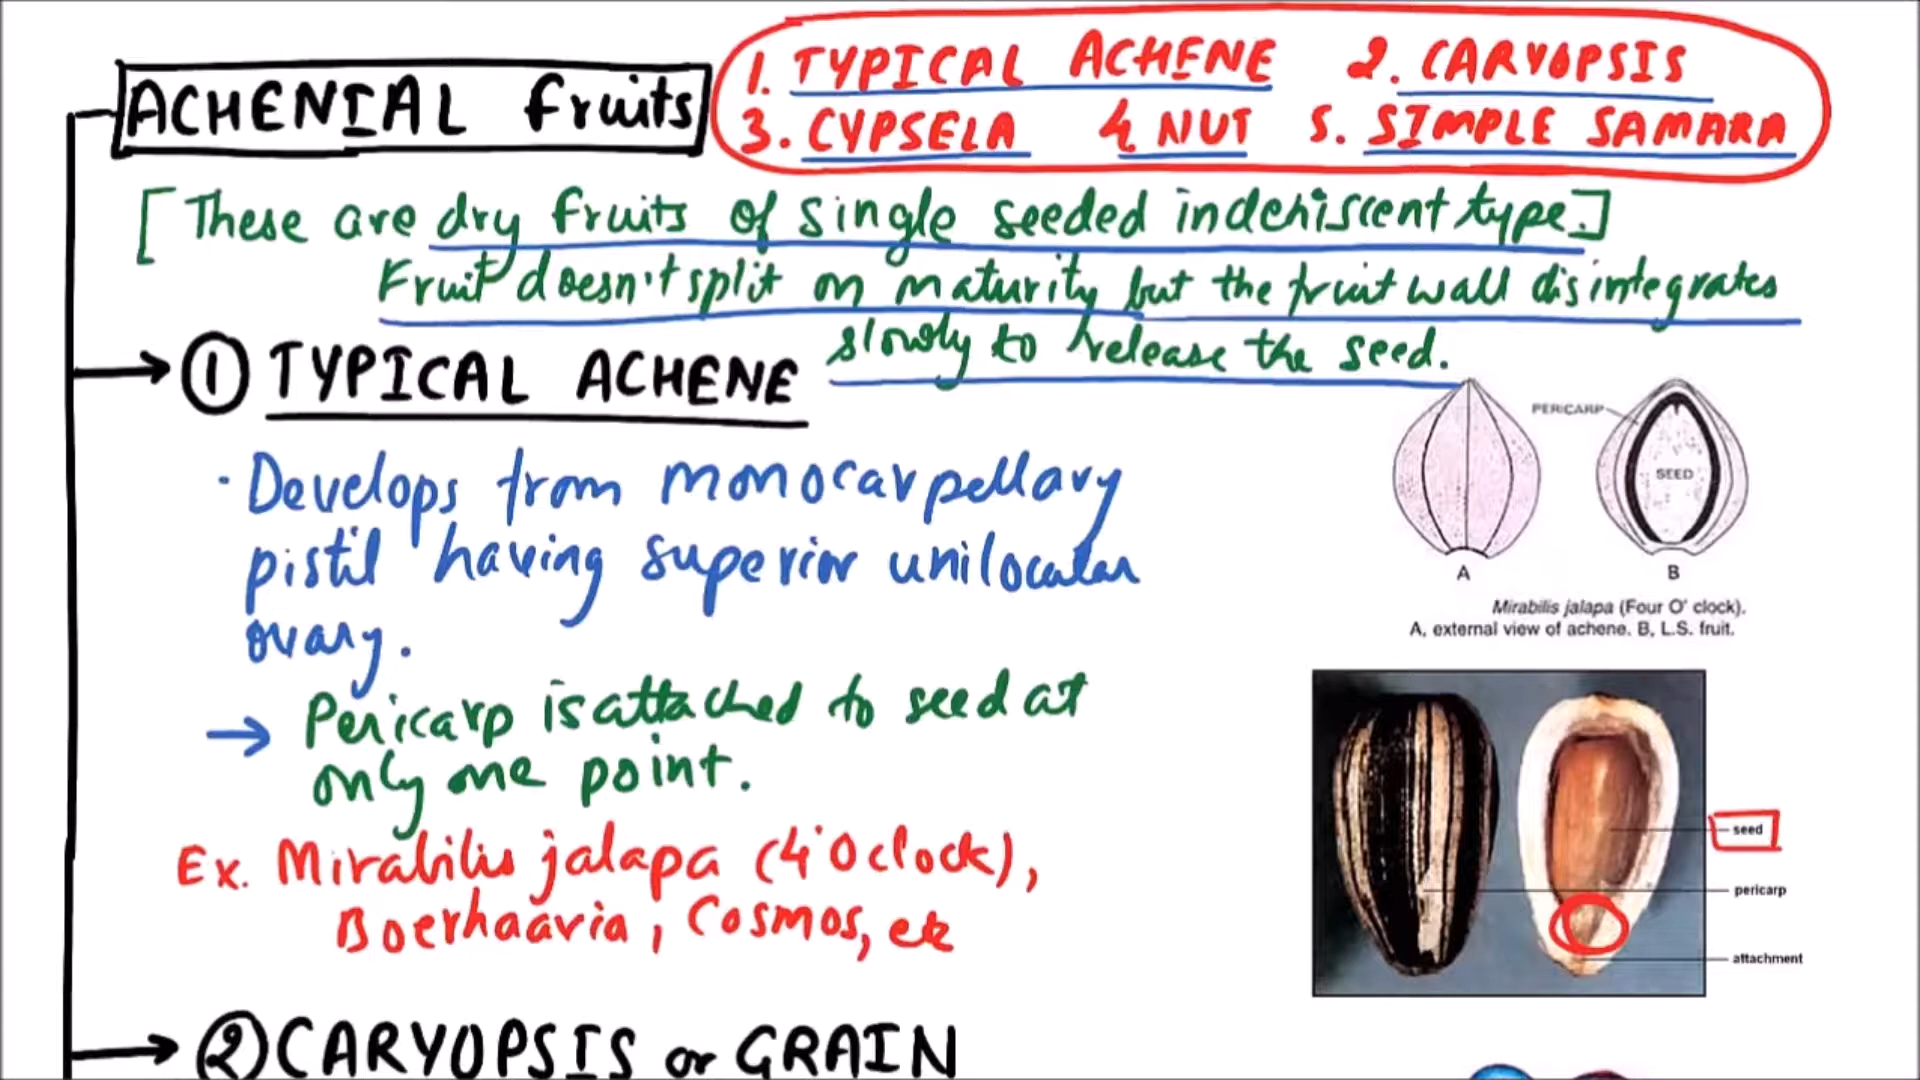 ACHENIAL fruits
1. TYPICAL ACHENE 2. CARYOPSIS
3. CYPSELA 4. NUT 5. SIMPLE SAMARA
[These are dry fruits of single seeded indehiscent type.]
Fruit doesn't split on maturity but the fruit wall disintegrates
slowly to release the seed.
① TYPICAL ACHENE
· Develops from monocarpellary
pistil having superior unilocular
ovary.
→ Pericarp is attached to seed at
only one point.
Ex. Mirabilis jalapa (4'O clock),
Boerhaavia, Cosmos, etc
PERICARP
SEED
A B
Mirabilis jalapa (Four O' clock).
A, external view of achene. B, L.S. fruit.
seed
pericarp
attachment
② CARYOPSIS or GRAIN